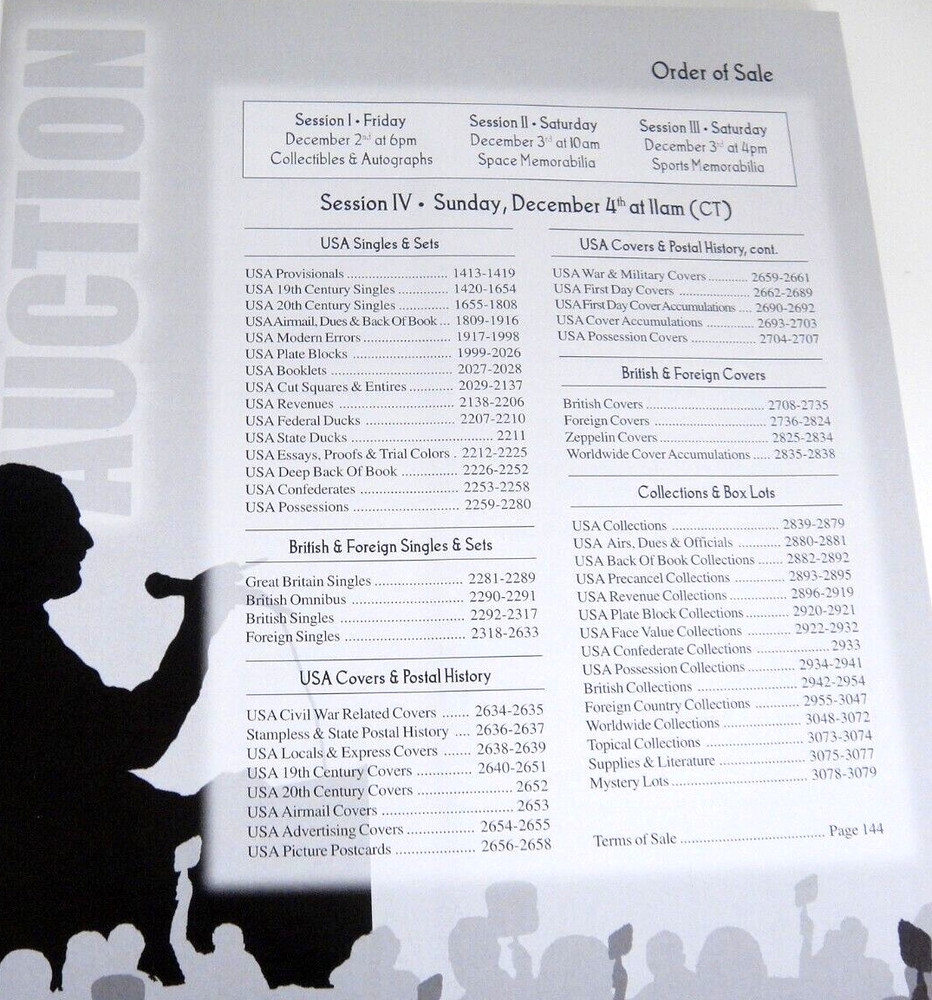 AUCTION
Order of Sale
Session I • Friday
December 2nd at 6pm
Collectibles & Autographs
Session II • Saturday
December 3rd at 10am
Space Memorabilia
Session III • Saturday
December 3rd at 4pm
Sports Memorabilia
Session IV • Sunday, December 4th at 11am (CT)
USA Singles & Sets
USA Provisionals ............................ 1413-1419
USA 19th Century Singles .............. 1420-1654
USA 20th Century Singles .............. 1655-1808
USA Airmail, Dues & Back Of Book ... 1809-1916
USA Modern Errors ........................ 1917-1998
USA Plate Blocks ............................ 1999-2026
USA Booklets .................................. 2027-2028
USA Cut Squares & Entires ............ 2029-2137
USA Revenues ................................ 2138-2206
USA Federal Ducks ......................... 2207-2210
USA State Ducks ...................................... 2211
USA Essays, Proofs & Trial Colors . 2212-2225
USA Deep Back Of Book ............... 2226-2252
USA Confederates ........................... 2253-2258
USA Possessions ............................. 2259-2280
British & Foreign Singles & Sets
Great Britain Singles ........................ 2281-2289
British Omnibus ............................... 2290-2291
British Singles .................................. 2292-2317
Foreign Singles ................................ 2318-2633
USA Covers & Postal History
USA Civil War Related Covers ....... 2634-2635
Stampless & State Postal History .... 2636-2637
USA Locals & Express Covers ....... 2638-2639
USA 19th Century Covers .............. 2640-2651
USA 20th Century Covers ...................... 2652
USA Airmail Covers ................................ 2653
USA Advertising Covers ................. 2654-2655
USA Picture Postcards .................... 2656-2658
USA Covers & Postal History, cont.
USA War & Military Covers ........... 2659-2661
USA First Day Covers .................... 2662-2689
USA First Day Cover Accumulations .... 2690-2692
USA Cover Accumulations ............. 2693-2703
USA Possession Covers .................. 2704-2707
British & Foreign Covers
British Covers .................................. 2708-2735
Foreign Covers ................................ 2736-2824
Zeppelin Covers .............................. 2825-2834
Worldwide Cover Accumulations ..... 2835-2838
Collections & Box Lots
USA Collections .............................. 2839-2879
USA Airs, Dues & Officials ............ 2880-2881
USA Back Of Book Collections ....... 2882-2892
USA Precancel Collections .............. 2893-2895
USA Revenue Collections ................ 2896-2919
USA Plate Block Collections ............ 2920-2921
USA Face Value Collections ............ 2922-2932
USA Confederate Collections .................... 2933
USA Possession Collections ............. 2934-2941
British Collections ........................... 2942-2954
Foreign Country Collections ............ 2955-3047
Worldwide Collections .................... 3048-3072
Topical Collections .......................... 3073-3074
Supplies & Literature ....................... 3075-3077
Mystery Lots .................................... 3078-3079
Terms of Sale ...................................... Page 144